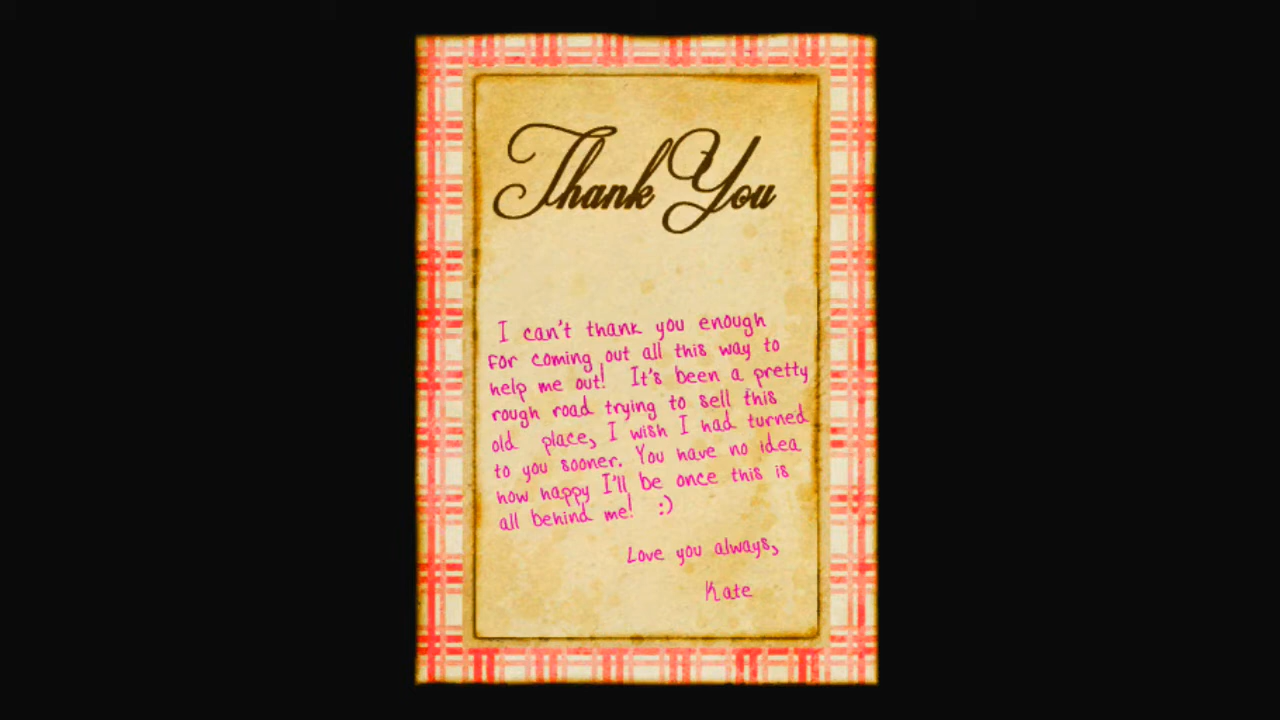 Thank You
I can't thank you enough
for coming out all this way to
help me out! It's been a pretty
rough road trying to sell this
old place, I wish I had turned
to you sooner. You have no idea
how happy I'll be once this is
all behind me! :)
Love you always,
Kate